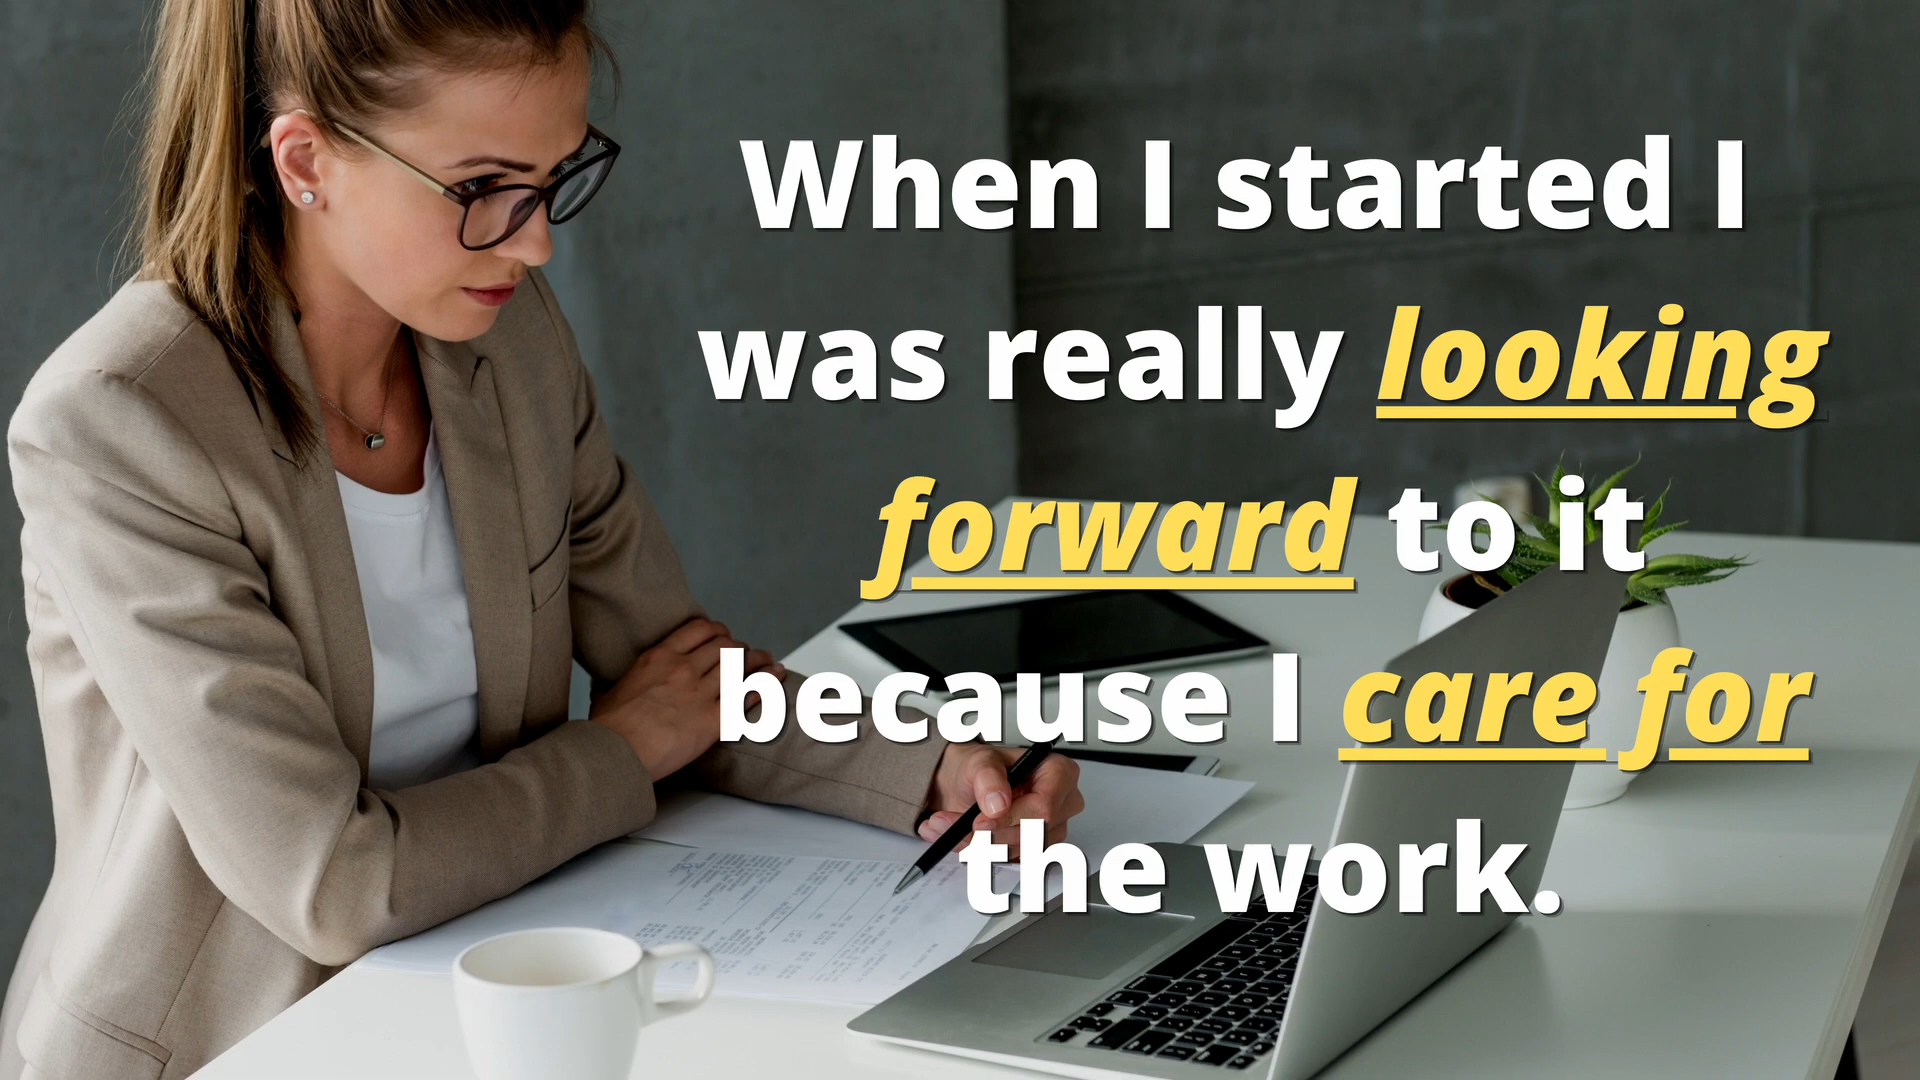 When I started I
was really looking
forward to it
because I care for
the work.